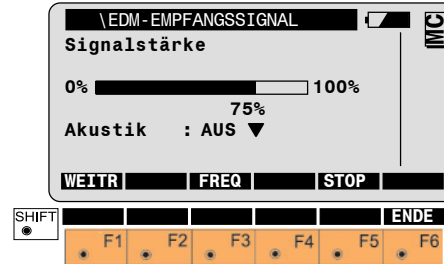 \EDM-EMPFANGSSIGNAL
MC
Signalstärke
0% 100%
75%
Akustik : AUS ▼
WEITR FREQ STOP
SHIFT ENDE
F1 F2 F3 F4 F5 F6